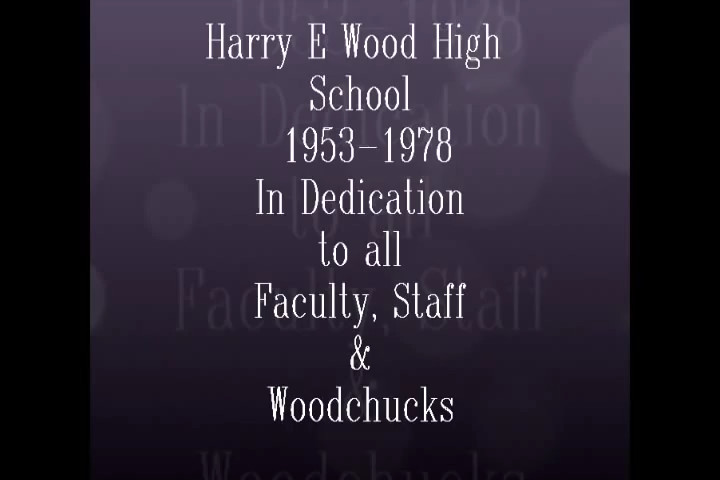 Harry E Wood High
School
1953-1978
In Dedication
to all
Faculty, Staff
&
Woodchucks